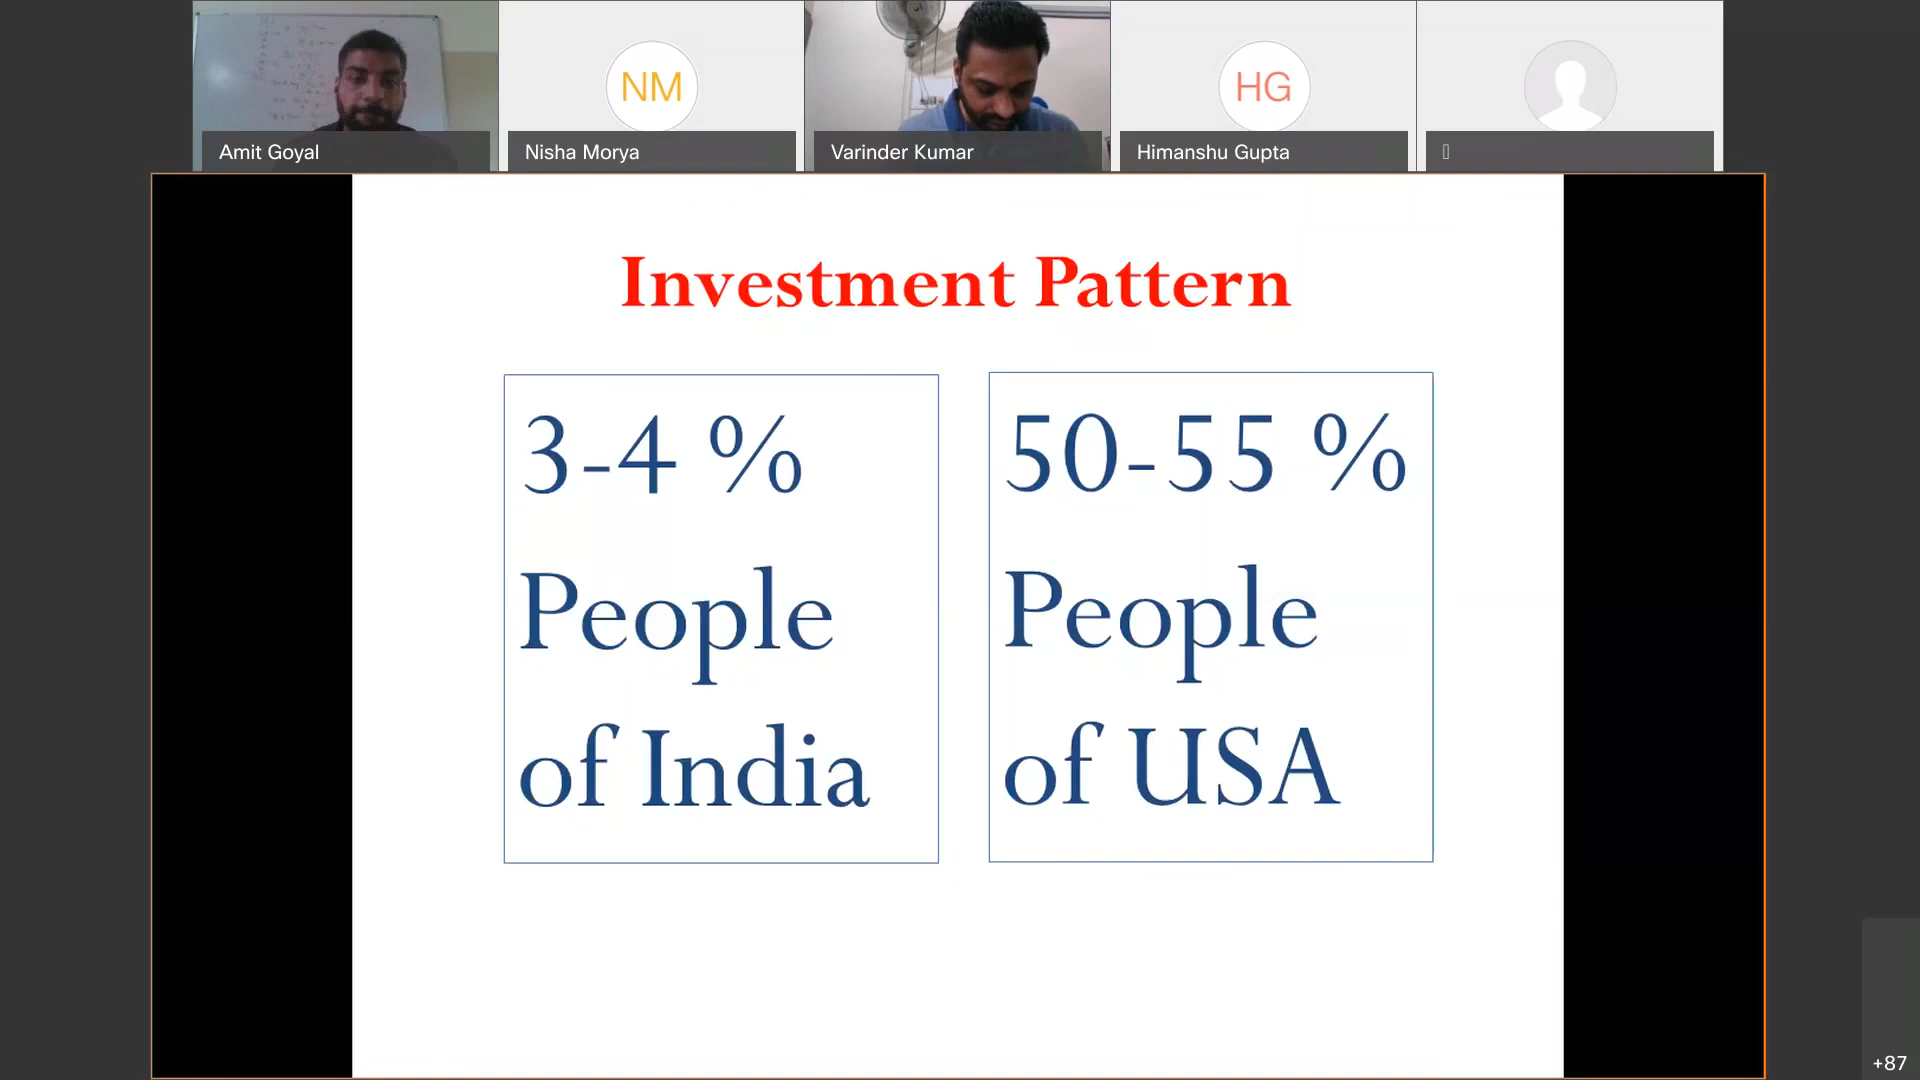 NM
HG
Amit Goyal
Nisha Morya
Varinder Kumar
Himanshu Gupta
Investment Pattern
3-4 %
People
of India
50-55 %
People
of USA
+87